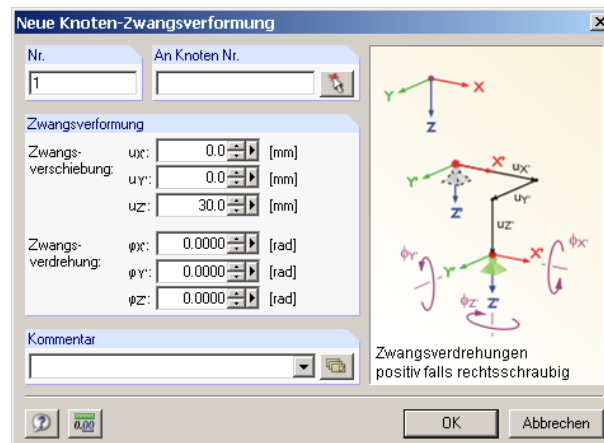 Neue Knoten-Zwangsverformung
Nr.
An Knoten Nr.
1
Zwangsverformung
Zwangs-
verschiebung:
uX': 0.0 [mm]
uY': 0.0 [mm]
uZ': 30.0 [mm]
Zwangs-
verdrehung:
φX': 0.0000 [rad]
φY': 0.0000 [rad]
φZ': 0.0000 [rad]
Kommentar
X
Y
Z
X'
Y'
Z'
uX'
uY'
uZ'
X'
Y'
Z'
ϕX'
ϕY'
ϕZ'
Zwangsverdrehungen
positiv falls rechtsschraubig
0.00
OK
Abbrechen